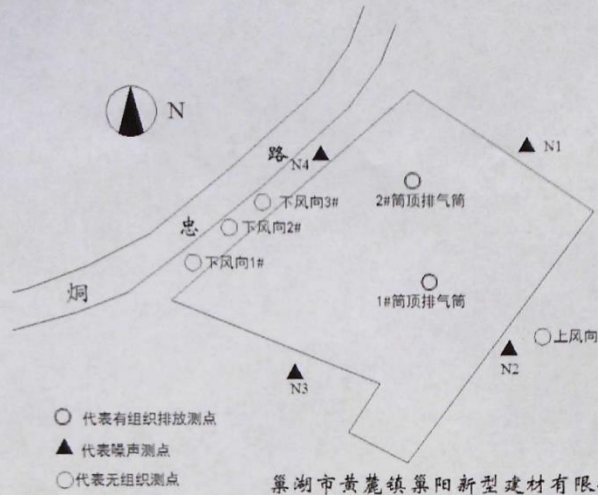 N
路
N4
N1
下风向3#
2#筒顶排气筒
忠
下风向2#
下风向1#
烔
1#筒顶排气筒
上风向
N2
N3
代表有组织排放测点
代表噪声测点
代表无组织测点
巢湖市黄麓镇巢阳新型建材有限